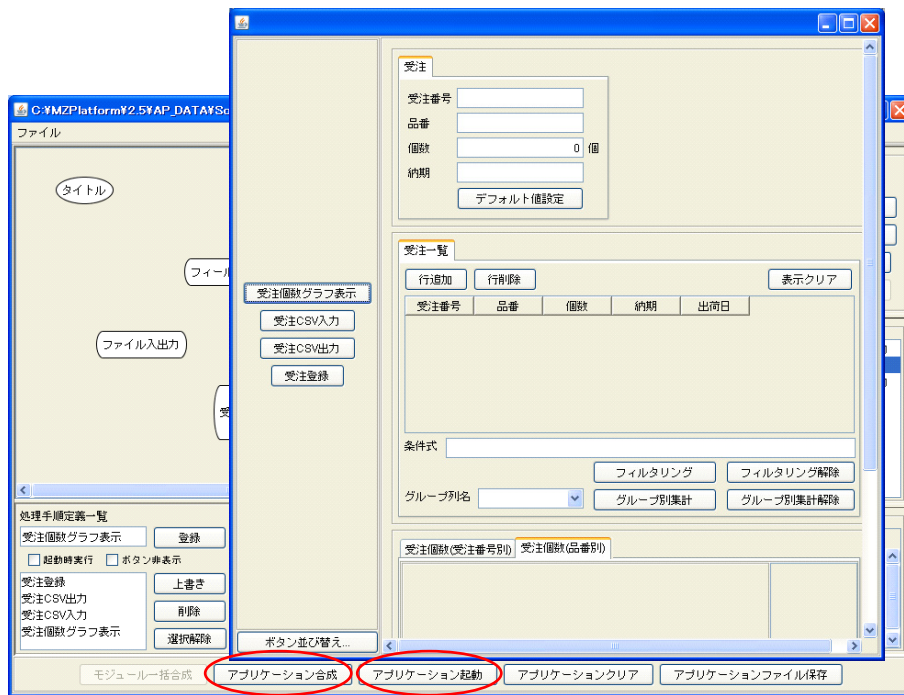 C:¥MZPlatform¥2.5¥AP_DATA¥So
ファイル
タイトル
フィール
ファイル入出力
受
処理手順定義一覧
受注個数グラフ表示
登録
起動時実行
ボタン非表示
受注登録
受注CSV出力
受注CSV入力
受注個数グラフ表示
上書き
削除
選択解除
受注個数グラフ表示
受注CSV入力
受注CSV出力
受注登録
ボタン並び替え...
受注
受注番号
品番
個数 0 個
納期
デフォルト値設定
受注一覧
行追加 行削除 表示クリア
受注番号 品番 個数 納期 出荷日
条件式
フィルタリング フィルタリング解除
グループ列名 グループ別集計 グループ別集計解除
受注個数(受注番号別) 受注個数(品番別)
モジュール一括合成 アプリケーション合成 アプリケーション起動 アプリケーションクリア アプリケーションファイル保存